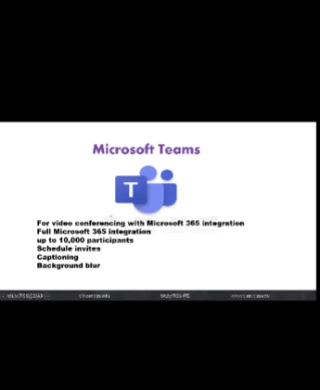 Microsoft Teams
T
For video conferencing with Microsoft 365 integration
Full Microsoft 365 integration
up to 10,000 participants
Schedule invites
Captioning
Background blur